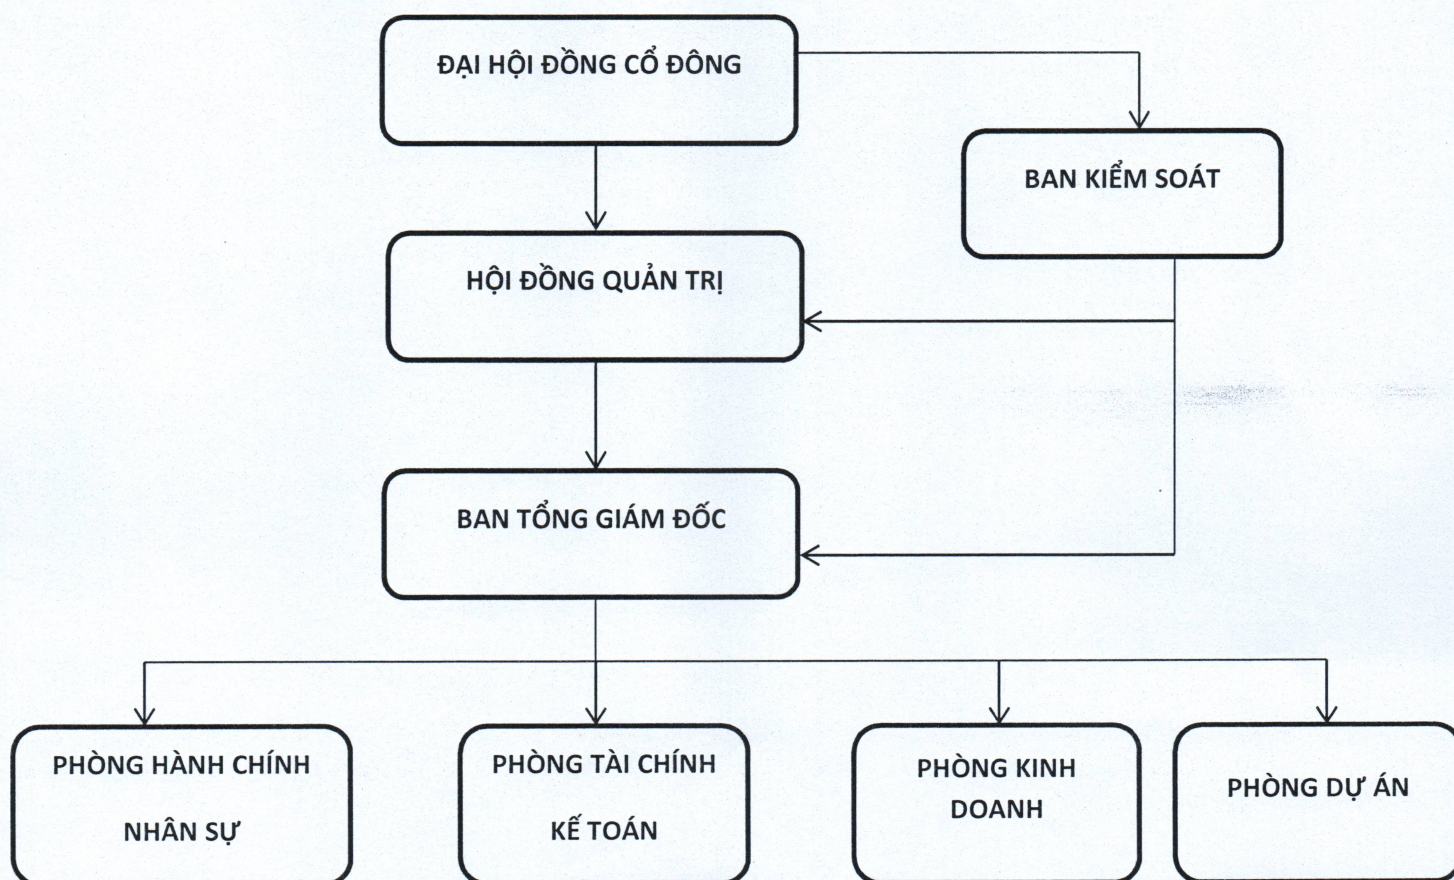 ĐẠI HỘI ĐỒNG CỔ ĐÔNG
BAN KIỂM SOÁT
HỘI ĐỒNG QUẢN TRỊ
BAN TỔNG GIÁM ĐỐC
PHÒNG HÀNH CHÍNH
NHÂN SỰ
PHÒNG TÀI CHÍNH
KẾ TOÁN
PHÒNG KINH
DOANH
PHÒNG DỰ ÁN